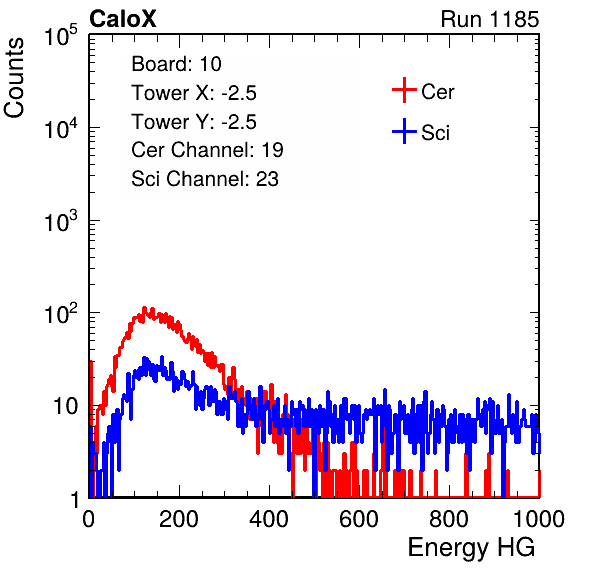 CaloX Run 1185
Counts
10^5
10^4
10^3
10^2
10
1
Board: 10
Tower X: -2.5
Tower Y: -2.5
Cer Channel: 19
Sci Channel: 23
Cer
Sci
0 200 400 600 800 1000
Energy HG